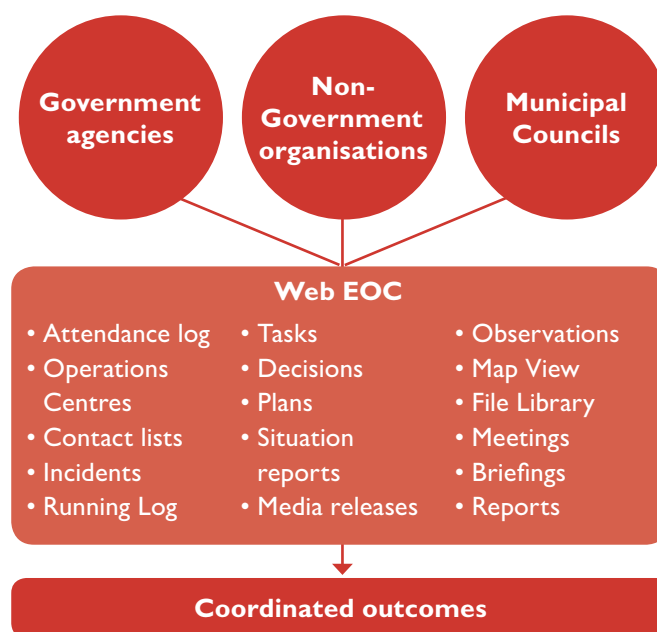 Government
agencies
Non-
Government
organisations
Municipal
Councils
Web EOC
• Attendance log
• Operations
Centres
• Contact lists
• Incidents
• Running Log
• Tasks
• Decisions
• Plans
• Situation
reports
• Media releases
• Observations
• Map View
• File Library
• Meetings
• Briefings
• Reports
Coordinated outcomes